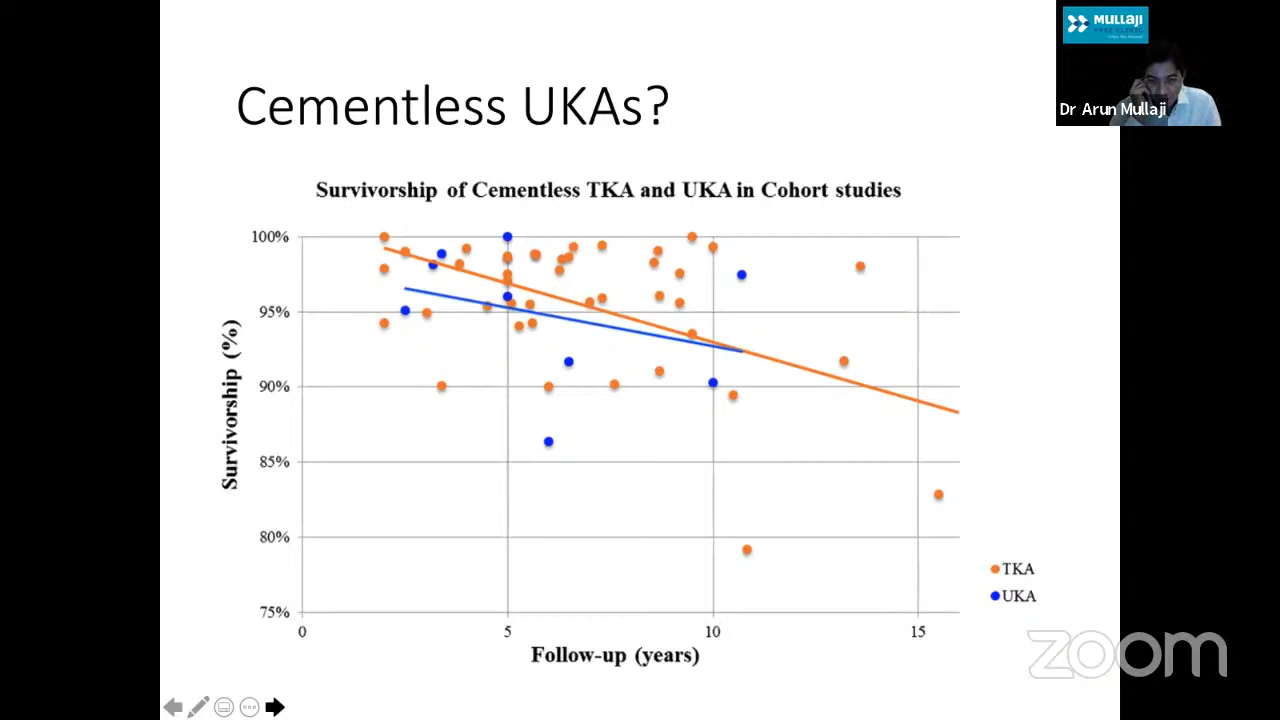 MULLAJI
Dr Arun Mullaji
Cementless UKAs?
Survivorship of Cementless TKA and UKA in Cohort studies
100%
95%
90%
85%
80%
75%
Survivorship (%)
0 5 10 15
Follow-up (years)
TKA
UKA
zoom